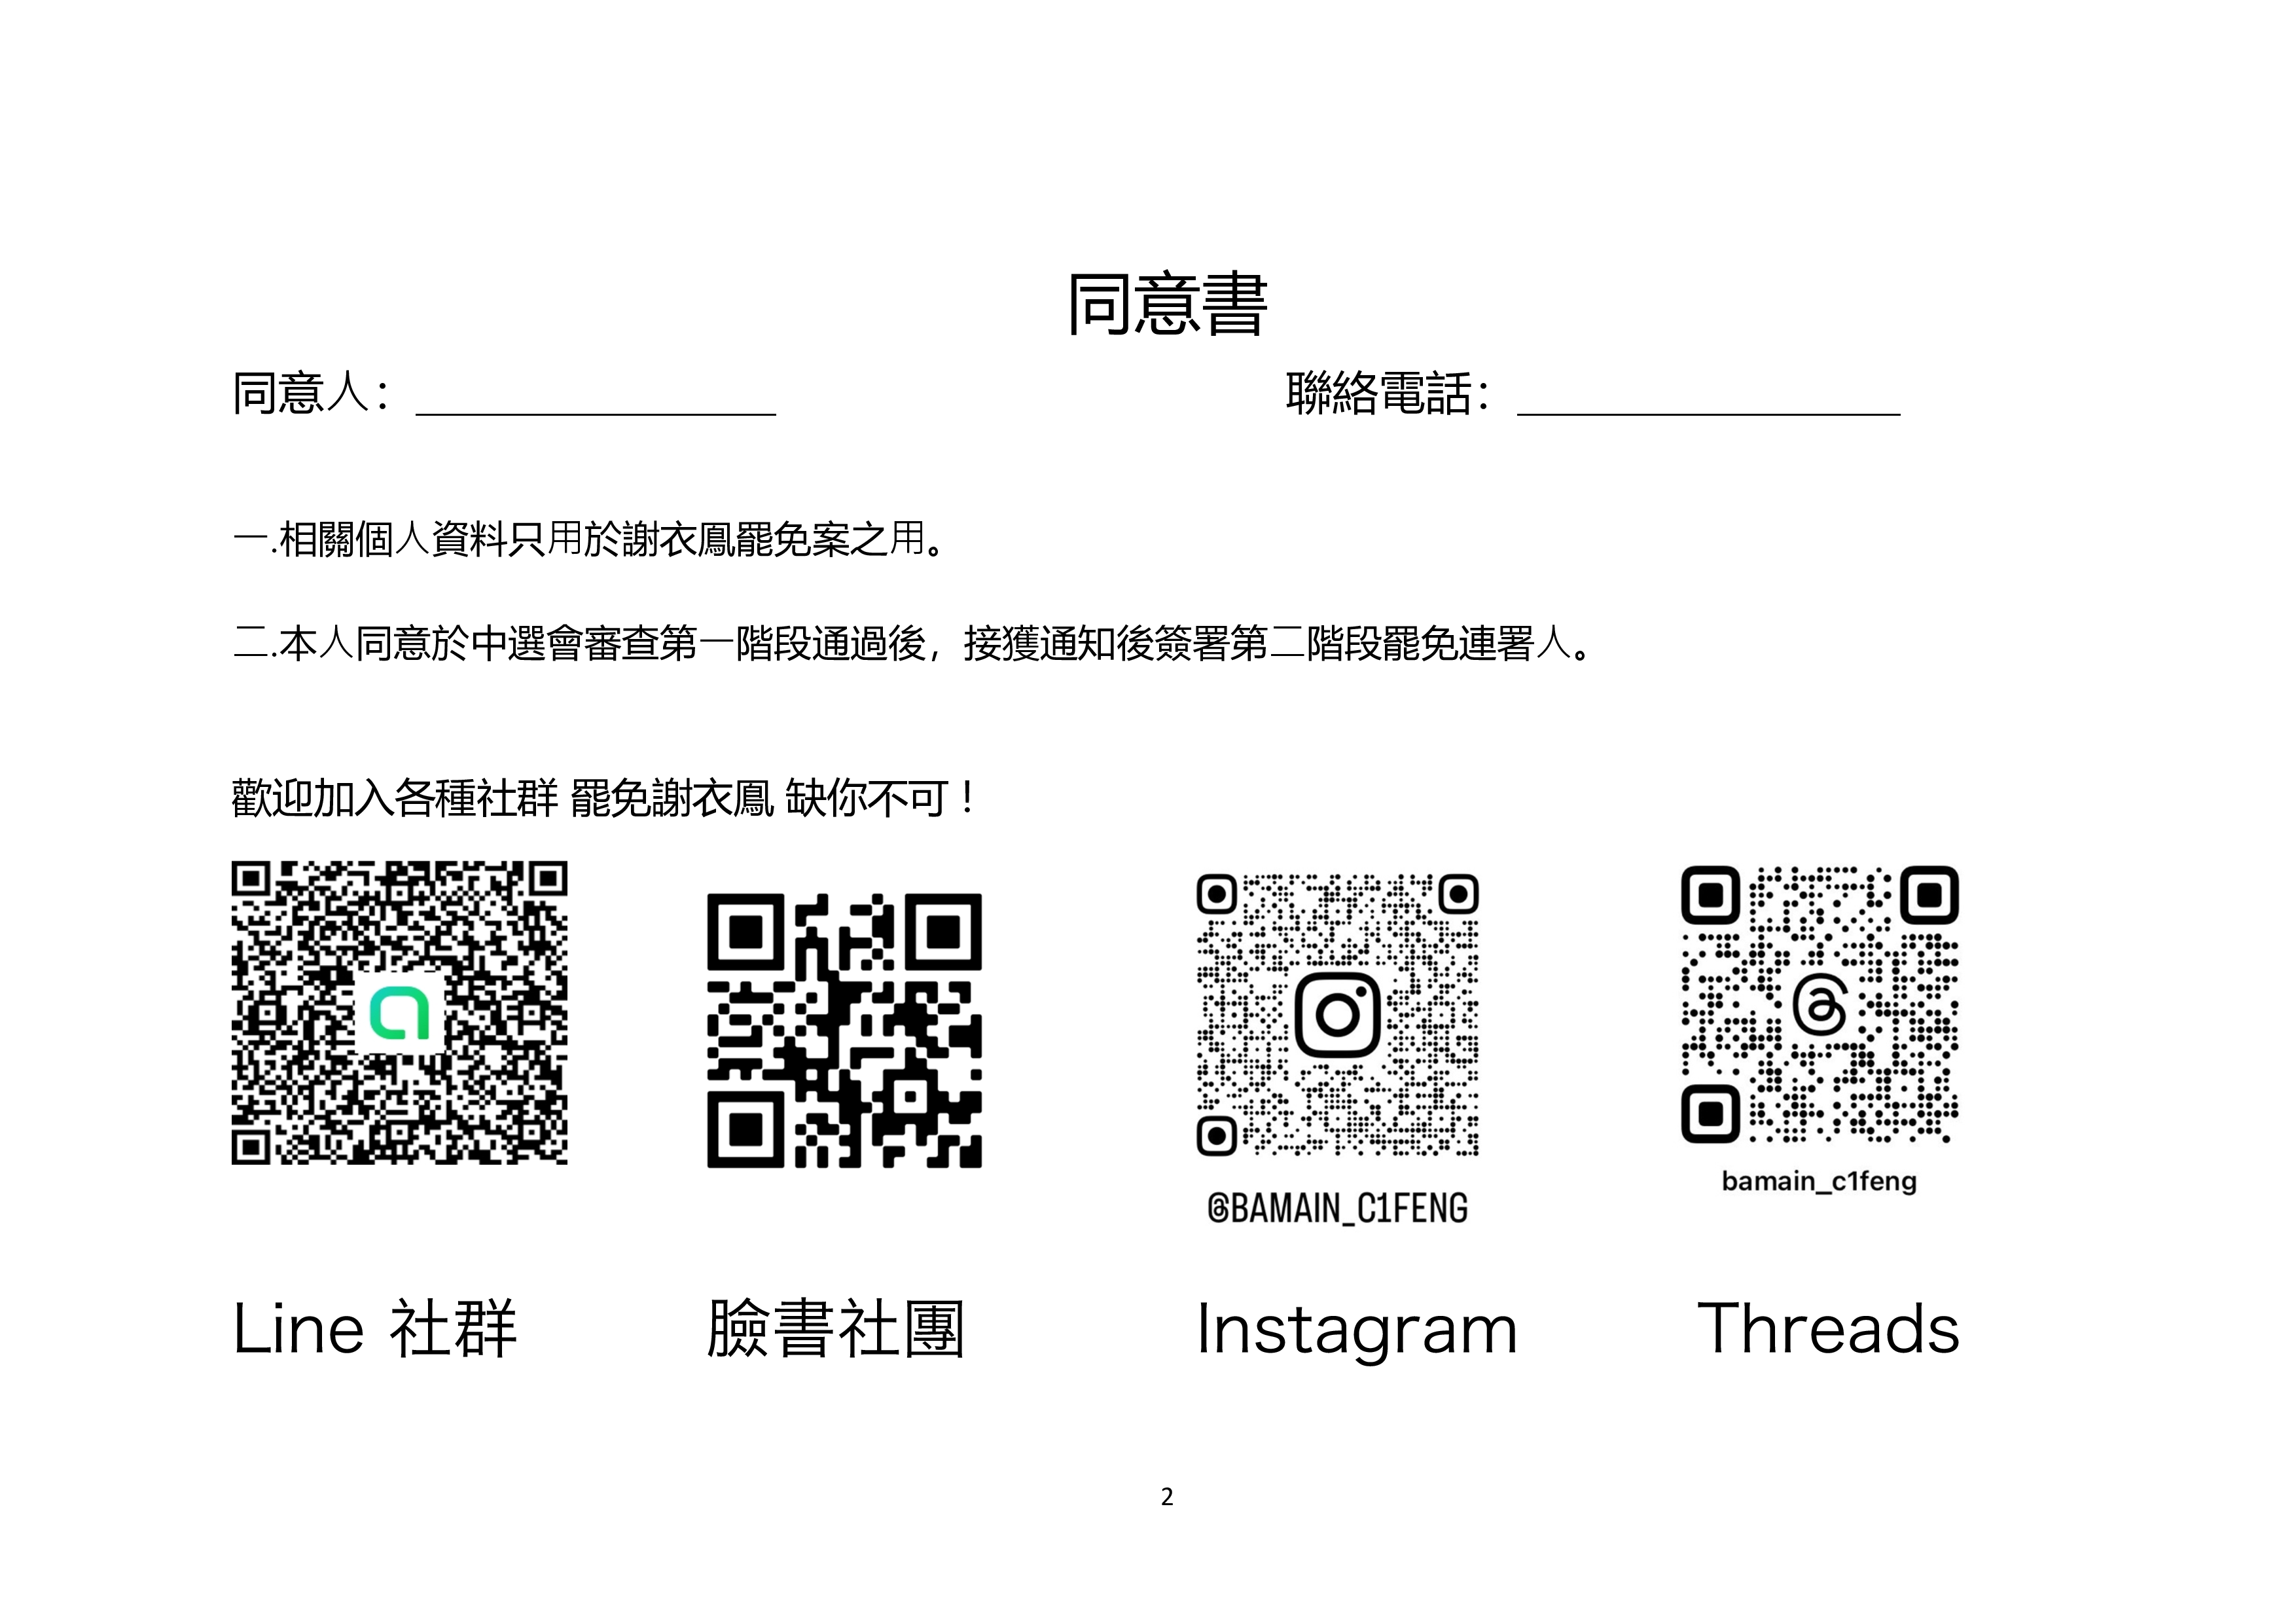 同意書
同意人： ________________ 聯絡電話： ________________
一.相關個人資料只用於謝衣鳯罷免案之用。
二.本人同意於中選會審查第一階段通過後，接獲通知後簽署第二階段罷免連署人。
歡迎加入各種社群 罷免謝衣鳯 缺你不可！
@BAMAIN_C1FENG
bamain_c1feng
Line 社群 臉書社團 Instagram Threads
2